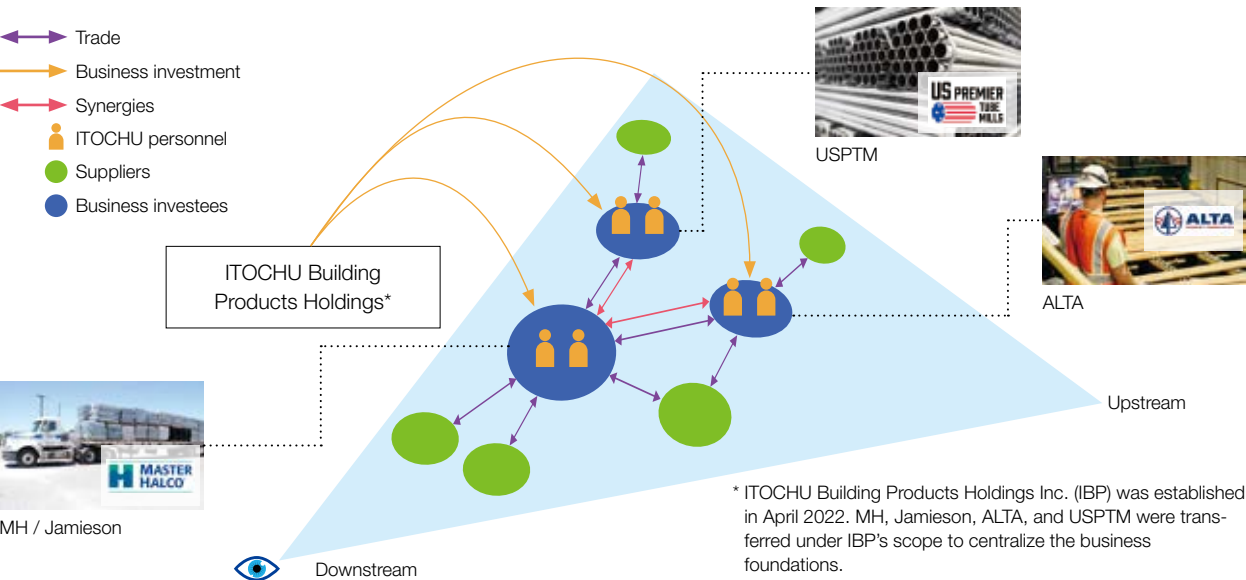 Trade
Business investment
Synergies
ITOCHU personnel
Suppliers
Business investees
ITOCHU Building
Products Holdings*
US PREMIER
TUBE
MILLS
USPTM
ALTA
ALTA
MASTER
HALCO
MH / Jamieson
Upstream
Downstream
* ITOCHU Building Products Holdings Inc. (IBP) was established
in April 2022. MH, Jamieson, ALTA, and USPTM were trans-
ferred under IBP's scope to centralize the business
foundations.